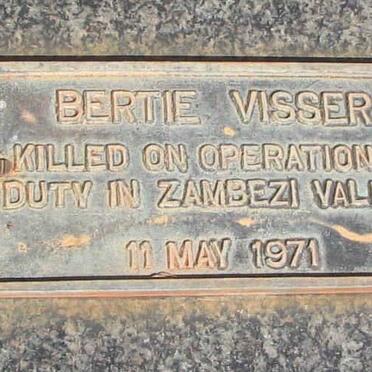 BERTIE VISSER
KILLED ON OPERATION
DUTY IN ZAMBEZI VAL
11 MAY 1971